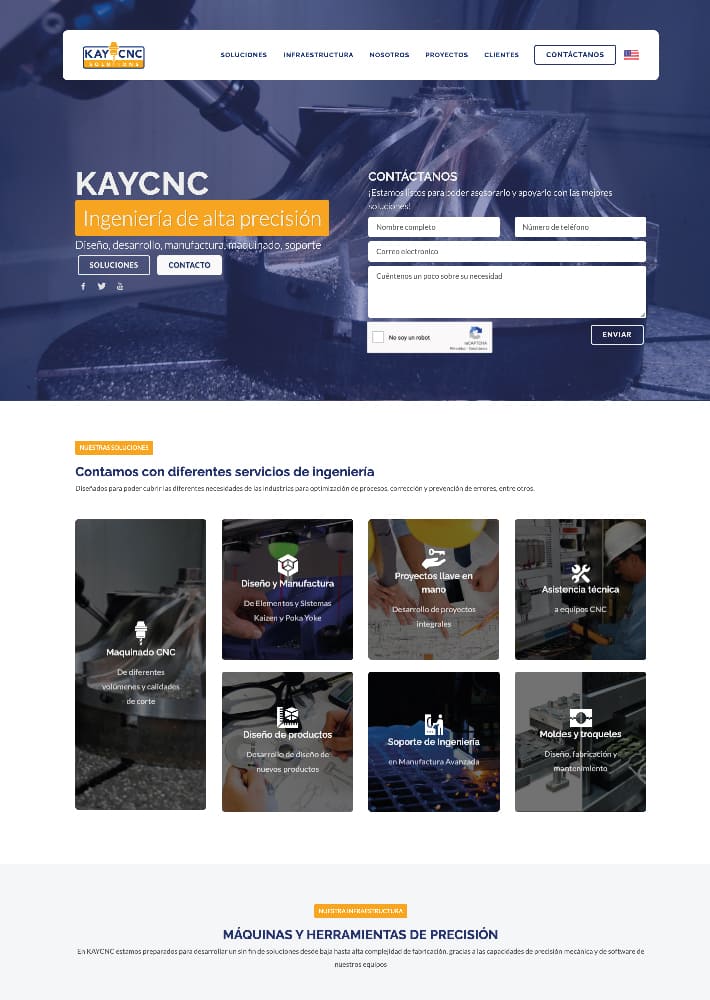 KAY CNC
SOLUTIONS
SOLUCIONES INFRAESTRUCTURA NOSOTROS PROYECTOS CLIENTES CONTÁCTANOS
KAYCNC
Ingeniería de alta precisión
Diseño, desarrollo, manufactura, maquinado, soporte
SOLUCIONES CONTACTO
CONTÁCTANOS
¡Estamos listos para poder asesorarlo y apoyarlo con las mejores
soluciones!
Nombre completo Número de teléfono
Correo electronico
Cuéntenos un poco sobre su necesidad
No soy un robot
reCAPTCHA
ENVIAR
NUESTRAS SOLUCIONES
Contamos con diferentes servicios de ingeniería
Diseñados para poder cubrir las diferentes necesidades de las industrias para optimización de procesos, corrección y prevención de errores, entre otros.
Maquinado CNC
De diferentes
volúmenes y calidades
de corte
Diseño y Manufactura
De Elementos y Sistemas
Kaizen y Poka Yoke
Proyectos llave en
mano
Desarrollo de proyectos
integrales
Asistencia técnica
a equipos CNC
Diseño de productos
Desarrollo de diseño de
nuevos productos
Soporte de Ingeniería
en Manufactura Avanzada
Moldes y troqueles
Diseño, fabricación y
mantenimiento
NUESTRA INFRAESTRUCTURA
MÁQUINAS Y HERRAMIENTAS DE PRECISIÓN
En KAYCNC estamos preparados para desarrollar un sin fin de soluciones desde baja hasta alta complejidad de fabricación, gracias a las capacidades de precisión mecánica y de software de
nuestros equipos